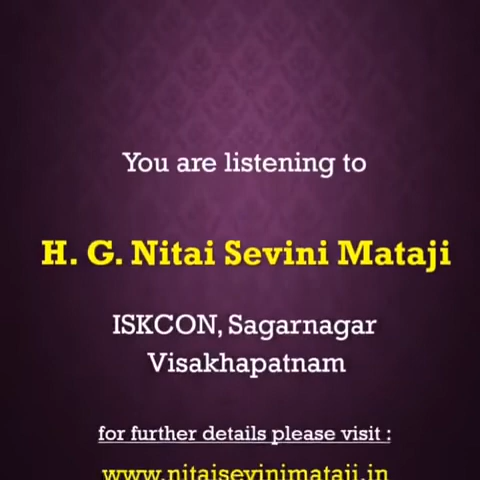 You are listening to
H. G. Nitai Sevini Mataji
ISKCON, Sagarnagar
Visakhapatnam
for further details please visit :
www.nitaisevinimataji.in